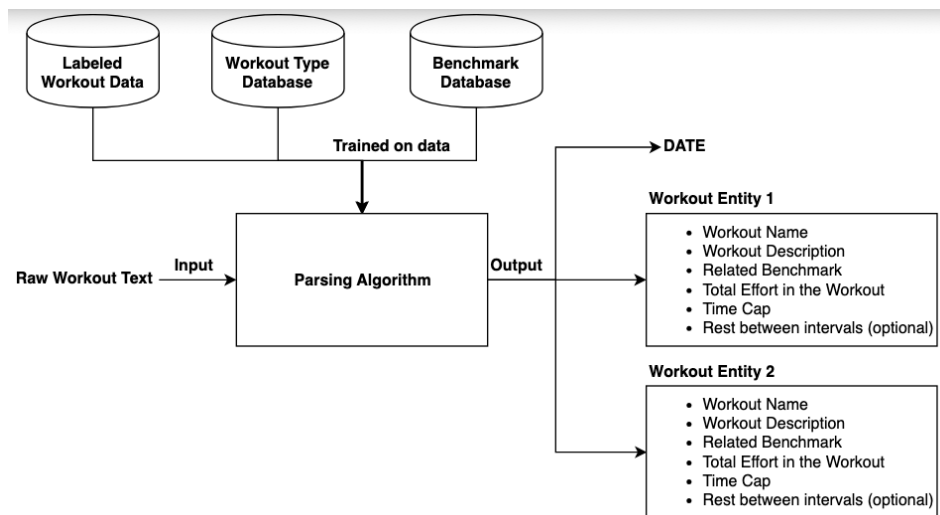 Labeled
Workout Data
Workout Type
Database
Benchmark
Database
Trained on data
DATE
Workout Entity 1
• Workout Name
• Workout Description
• Related Benchmark
• Total Effort in the Workout
• Time Cap
• Rest between intervals (optional)
Raw Workout Text
Input
Parsing Algorithm
Output
Workout Entity 2
• Workout Name
• Workout Description
• Related Benchmark
• Total Effort in the Workout
• Time Cap
• Rest between intervals (optional)